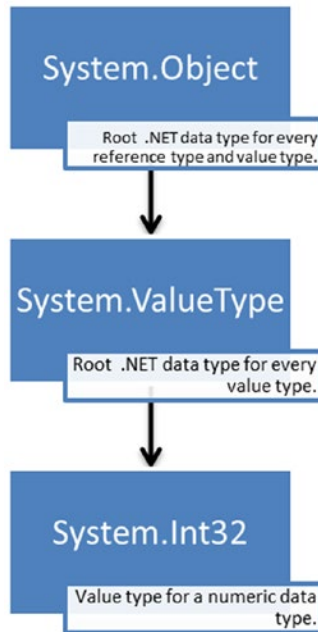 System.Object
Root .NET data type for every
reference type and value type.
System.ValueType
Root .NET data type for every
value type.
System.Int32
Value type for a numeric data
type.